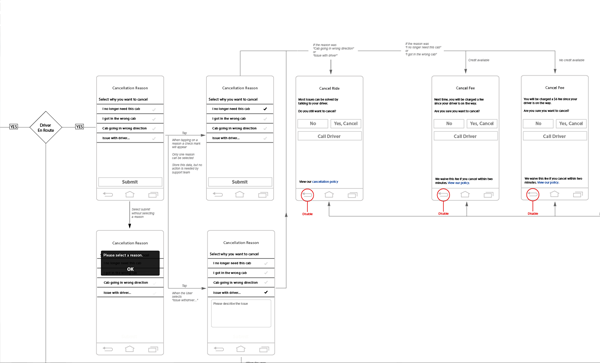 If the reason was:
"Cab going in wrong direction"
or
"Issue with driver"
If the reason was:
"I no longer need this cab"
or
"I got in the wrong cab"
Credit available
No credit available
YES
Driver
En Route
YES
Cancellation Reason
Select why you want to cancel
I no longer need this cab
I got in the wrong cab
Cab going in wrong direction
Issue with driver...
Submit
Tap
When tapping on a
reason a check mark
will appear
Only one reason
can be selected
Cancellation Reason
Select why you want to cancel
I no longer need this cab
I got in the wrong cab
Cab going in wrong direction
Issue with driver...
Submit
Cancel Ride
Most issues can be solved by
talking to your driver.
Do you still want to cancel?
No
Yes, Cancel
Call Driver
View our cancellation policy.
Disable
Cancel Fee
Next time, you will be charged a fee
once your driver is on the way.
Are you sure you want to cancel?
No
Yes, Cancel
Call Driver
We waive this fee if you cancel within two
minutes. View our policy.
Disable
Cancel Fee
You will be charged a fee since
your driver is on the way.
Are you sure you want to cancel?
No
Yes, Cancel
Call Driver
We waive this fee if you cancel within two
minutes. View our policy.
Disable
Select submit
without selecting
a reason
Cancellation Reason
Please select a reason.
OK
Cab going in wrong direction
Issue with driver...
Tap
When the user
selects
"Issue with driver..."
Cancellation Reason
Select why you want to cancel
I no longer need this cab
I got in the wrong cab
Cab going in wrong direction
Issue with driver...
Please describe the issue